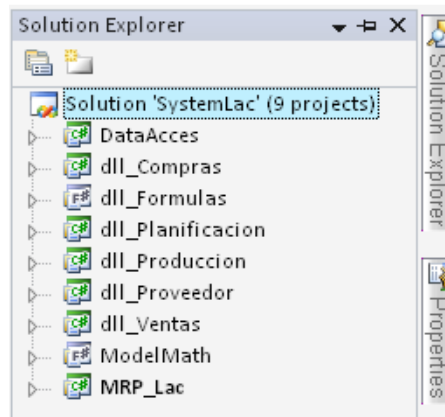 Solution Explorer
Solution 'SystemLac' (9 projects)
C# DataAcces
C# dll_Compras
F# dll_Formulas
C# dll_Planificacion
C# dll_Produccion
C# dll_Proveedor
C# dll_Ventas
F# ModelMath
C# MRP_Lac
Solution Explorer
Properties